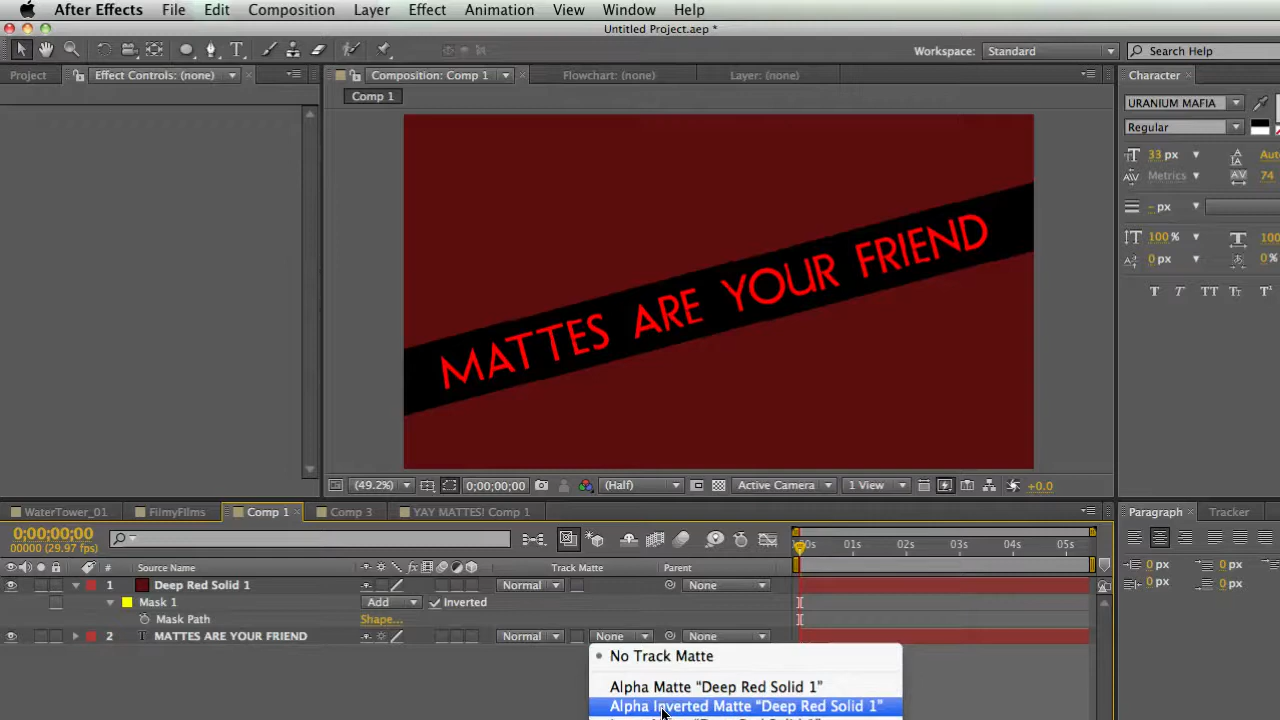 After Effects File Edit Composition Layer Effect Animation View Window Help
Untitled Project.aep *
Workspace: Standard Search Help
Project Effect Controls: (none) Composition: Comp 1 Flowchart: (none) Layer: (none) Character
Comp 1
URANIUM MAFIA
Regular
33 px
Metrics 74
- px
100 % 100
0 px 0 %
T T TT Tt T
MATTES ARE YOUR FRIEND
(49.2%) 0;00;00;00 (Half) Active Camera 1 View +0.0
WaterTower_01 FilmyFIlms Comp 1 Comp 3 YAY MATTES! Comp 1 Paragraph Tracker
0;00;00;00
00000 (29.97 fps)
01s 02s 03s 04s 05s
# Source Name Track Matte Parent
0 px 0 px
0 px 0 px
1 Deep Red Solid 1 Normal None
Mask 1 Add Inverted
Mask Path Shape...
2 T MATTES ARE YOUR FRIEND Normal None None
No Track Matte
Alpha Matte “Deep Red Solid 1”
Alpha Inverted Matte “Deep Red Solid 1”